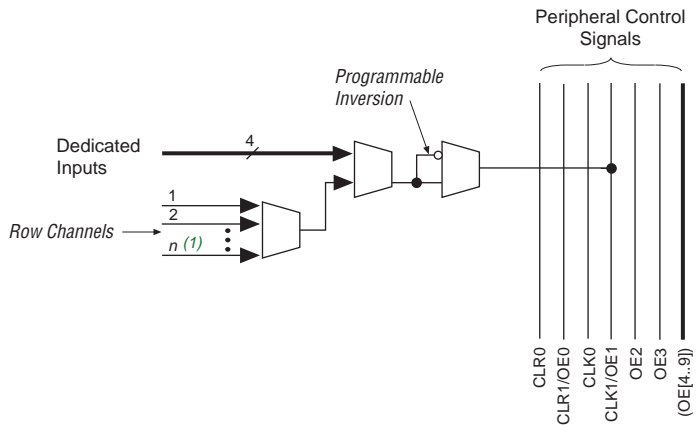 Peripheral Control
Signals
Programmable
Inversion
Dedicated
Inputs
4
1
2
Row Channels
n (1)
CLR0
CLR1/OE0
CLK0
CLK1/OE1
OE2
OE3
(OE[4..9])